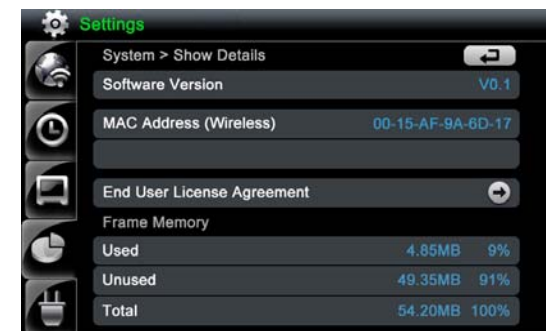 Settings
System > Show Details
Software Version V0.1
MAC Address (Wireless) 00-15-AF-9A-6D-17
End User License Agreement
Frame Memory
Used 4.85MB 9%
Unused 49.35MB 91%
Total 54.20MB 100%